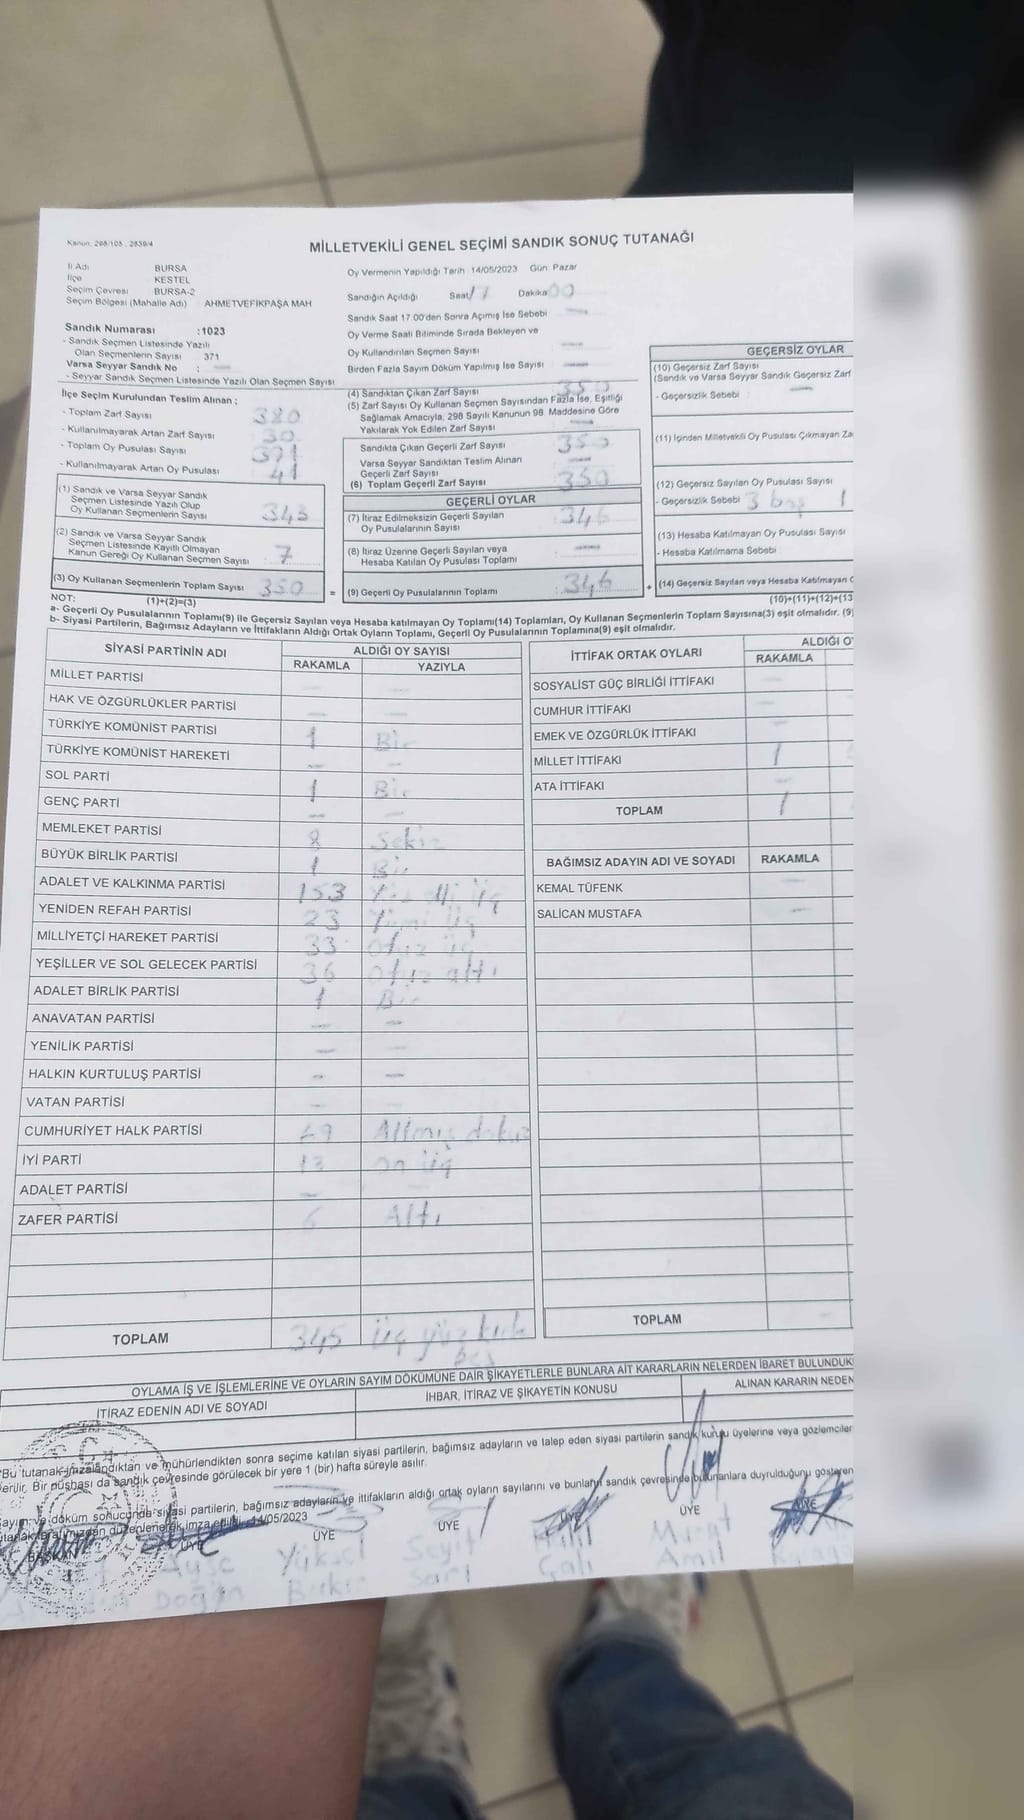 Kanun: 298/105 , 2839/4
MİLLETVEKİLİ GENEL SEÇİMİ SANDIK SONUÇ TUTANAĞI
İl Adı BURSA
İlçe KESTEL
Seçim Çevresi BURSA-2
Seçim Bölgesi (Mahalle Adı) AHMETVEFİKPAŞA MAH
Oy Vermenin Yapıldığı Tarih 14/05/2023 Gün: Pazar
Sandığın Açıldığı Saat 17 Dakika 00
Sandık Saat 17.00'den Sonra Açımış İse Sebebi —
Oy Verme Saati Bitiminde Sırada Bekleyen ve
Oy Kullandırılan Seçmen Sayısı —
Birden Fazla Sayım Döküm Yapılmış İse Sayısı —
Sandık Numarası :1023
- Sandık Seçmen Listesinde Yazılı
Olan Seçmenlerin Sayısı 371
Varsa Seyyar Sandık No : —
- Seyyar Sandık Seçmen Listesinde Yazılı Olan Seçmen Sayısı
İlçe Seçim Kurulundan Teslim Alınan ;
- Toplam Zarf Sayısı 380
- Kullanılmayarak Artan Zarf Sayısı 30
- Toplam Oy Pusulası Sayısı 391
- Kullanılmayarak Artan Oy Pusulası 41
(1) Sandık ve Varsa Seyyar Sandık
Seçmen Listesinde Yazılı Olup
Oy Kullanan Seçmenlerin Sayısı 343
(2) Sandık ve Varsa Seyyar Sandık
Seçmen Listesinde Kayıtlı Olmayan
Kanun Gereği Oy Kullanan Seçmen Sayısı 7
(3) Oy Kullanan Seçmenlerin Toplam Sayısı 350
(1)+(2)=(3)
(4) Sandıktan Çıkan Zarf Sayısı 350
(5) Zarf Sayısı Oy Kullanan Seçmen Sayısından Fazla İse, Eşitliği
Sağlamak Amacıyla, 298 Sayılı Kanunun 98. Maddesine Göre
Yakılarak Yok Edilen Zarf Sayısı —
Sandıkta Çıkan Geçerli Zarf Sayısı 350
Varsa Seyyar Sandıktan Teslim Alınan
Geçerli Zarf Sayısı —
(6) Toplam Geçerli Zarf Sayısı 350
GEÇERLİ OYLAR
(7) İtiraz Edilmeksizin Geçerli Sayılan
Oy Pusulalarının Sayısı 346
(8) İtiraz Üzerine Geçerli Sayılan veya
Hesaba Katılan Oy Pusulası Toplamı —
= (9) Geçerli Oy Pusulalarının Toplamı 346 +
GEÇERSİZ OYLAR
(10) Geçersiz Zarf Sayısı
(Sandık ve Varsa Seyyar Sandık Geçersiz Zarf
- Geçersizlik Sebebi : —
(11) İçinden Milletvekili Oy Pusulası Çıkmayan Za
(12) Geçersiz Sayılan Oy Pusulası Sayısı
- Geçersizlik Sebebi : 3 boş 1
(13) Hesaba Katılmayan Oy Pusulası Sayısı
- Hesaba Katılmama Sebebi :
(14) Geçersiz Sayılan veya Hesaba Katılmayan O
(10)+(11)+(12)+(13
NOT:
a- Geçerli Oy Pusulalarının Toplamı(9) ile Geçersiz Sayılan veya Hesaba katılmayan Oy Toplamı(14) Toplamları, Oy Kullanan Seçmenlerin Toplam Sayısına(3) eşit olmalıdır. (9)
b- Siyasi Partilerin, Bağımsız Adayların ve İttifakların Aldığı Ortak Oyların Toplamı, Geçerli Oy Pusulalarının Toplamına(9) eşit olmalıdır.
SİYASİ PARTİNİN ADI ALDIĞI OY SAYISI
RAKAMLA YAZIYLA
MİLLET PARTİSİ — —
HAK VE ÖZGÜRLÜKLER PARTİSİ — —
TÜRKİYE KOMÜNİST PARTİSİ 1 Bir
TÜRKİYE KOMÜNİST HAREKETİ — —
SOL PARTİ 1 Bir
GENÇ PARTİ — —
MEMLEKET PARTİSİ 8 Sekiz
BÜYÜK BİRLİK PARTİSİ 1 Bir
ADALET VE KALKINMA PARTİSİ 153 Yüz elli üç
YENİDEN REFAH PARTİSİ 23 Yirmi üç
MİLLİYETÇİ HAREKET PARTİSİ 33 Otuz üç
YEŞİLLER VE SOL GELECEK PARTİSİ 36 Otuz altı
ADALET BİRLİK PARTİSİ 1 Bir
ANAVATAN PARTİSİ — —
YENİLİK PARTİSİ — —
HALKIN KURTULUŞ PARTİSİ — —
VATAN PARTİSİ — —
CUMHURİYET HALK PARTİSİ 69 Altmış dokuz
İYİ PARTİ 13 On üç
ADALET PARTİSİ — —
ZAFER PARTİSİ 6 Altı
TOPLAM 345 Üç yüz kırk
beş
İTTİFAK ORTAK OYLARI ALDIĞI O
RAKAMLA
SOSYALİST GÜÇ BİRLİĞİ İTTİFAKI —
CUMHUR İTTİFAKI —
EMEK VE ÖZGÜRLÜK İTTİFAKI —
MİLLET İTTİFAKI 1
ATA İTTİFAKI —
TOPLAM 1
BAĞIMSIZ ADAYIN ADI VE SOYADI RAKAMLA
KEMAL TÜFENK —
SALİCAN MUSTAFA —
TOPLAM —
OYLAMA İŞ VE İŞLEMLERİNE VE OYLARIN SAYIM DÖKÜMÜNE DAİR ŞİKAYETLERLE BUNLARA AİT KARARLARIN NELERDEN İBARET BULUNDUK
İTİRAZ EDENİN ADI VE SOYADI İHBAR, İTİRAZ VE ŞİKAYETİN KONUSU ALINAN KARARIN NEDEN
"Bu tutanak imzalandıktan ve mühürlendikten sonra seçime katılan siyasi partilerin, bağımsız adayların ve talep eden siyasi partilerin sandık kurulu üyelerine veya gözlemciler
verilir. Bir nüshası da sandık çevresinde görülecek bir yere 1 (bir) hafta süreyle asılır.
Sayım ve döküm sonucunda siyasi partilerin, bağımsız adayların ve ittifakların aldığı ortak oyların sayılarını ve bunların sandık çevresinde bulunanlara duyurulduğunu gösteren
tutanak tarafımızdan düzenlenerek imza edildi. 14/05/2023
BAŞKAN ÜYE ÜYE ÜYE ÜYE ÜYE ÜYE
Ayşe Yüksel Seyit Halil Murat
Doğan Sarı Çalı Amil